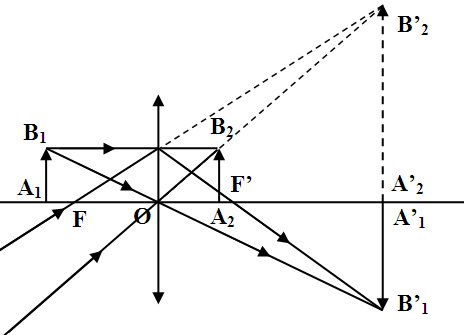 B'₂
B₁
B₂
A₁
F'
A'₂
F
O
A₂
A'₁
B'₁